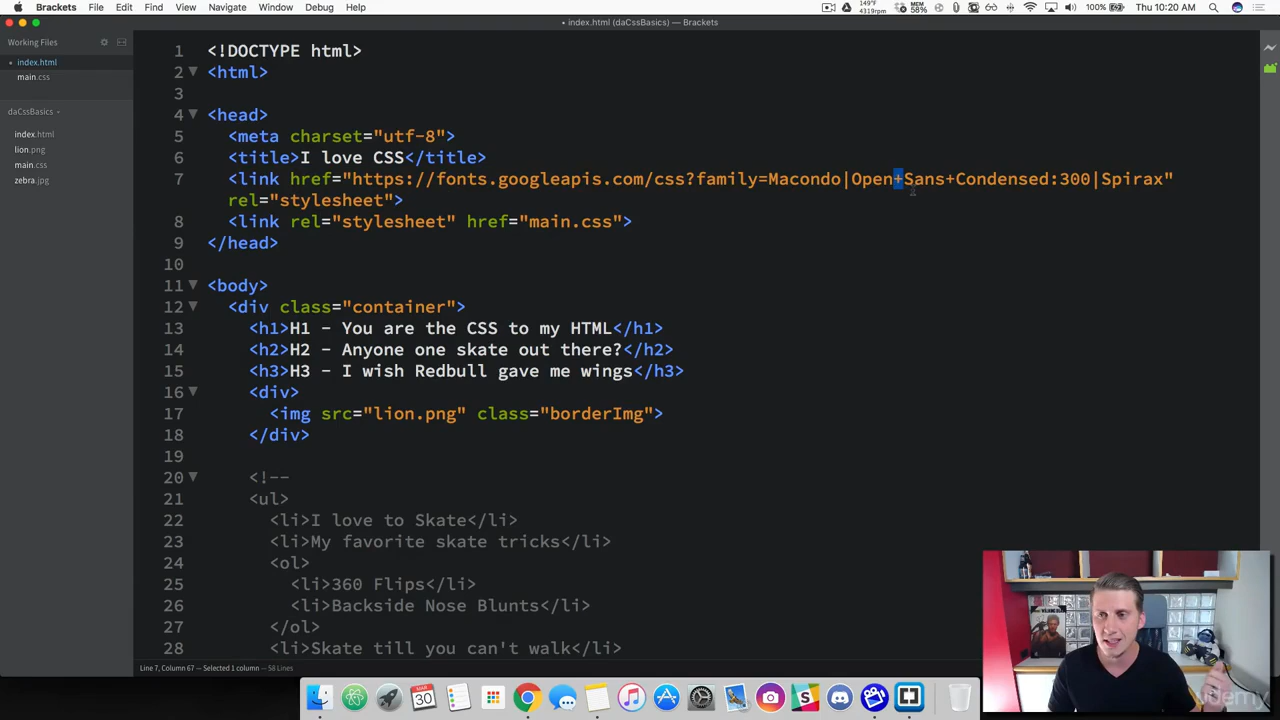 Brackets File Edit Find View Navigate Window Debug Help 149°F 4319rpm MEM 58% 100% Thu 10:20 AM
• index.html (daCssBasics) — Brackets
Working Files
• index.html
main.css
daCssBasics
index.html
lion.png
main.css
zebra.jpg
1 <!DOCTYPE html>
2 <html>
3
4 <head>
5 <meta charset="utf-8">
6 <title>I love CSS</title>
7 <link href="https://fonts.googleapis.com/css?family=Macondo|Open+Sans+Condensed:300|Spirax"
rel="stylesheet">
8 <link rel="stylesheet" href="main.css">
9 </head>
10
11 <body>
12 <div class="container">
13 <h1>H1 - You are the CSS to my HTML</h1>
14 <h2>H2 - Anyone one skate out there?</h2>
15 <h3>H3 - I wish Redbull gave me wings</h3>
16 <div>
17 <img src="lion.png" class="borderImg">
18 </div>
19
20 <!--
21 <ul>
22 <li>I love to Skate</li>
23 <li>My favorite skate tricks</li>
24 <ol>
25 <li>360 Flips</li>
26 <li>Backside Nose Blunts</li>
27 </ol>
28 <li>Skate till you can't walk</li>
Line 7, Column 67 — Selected 1 column — 58 Lines
30
udemy